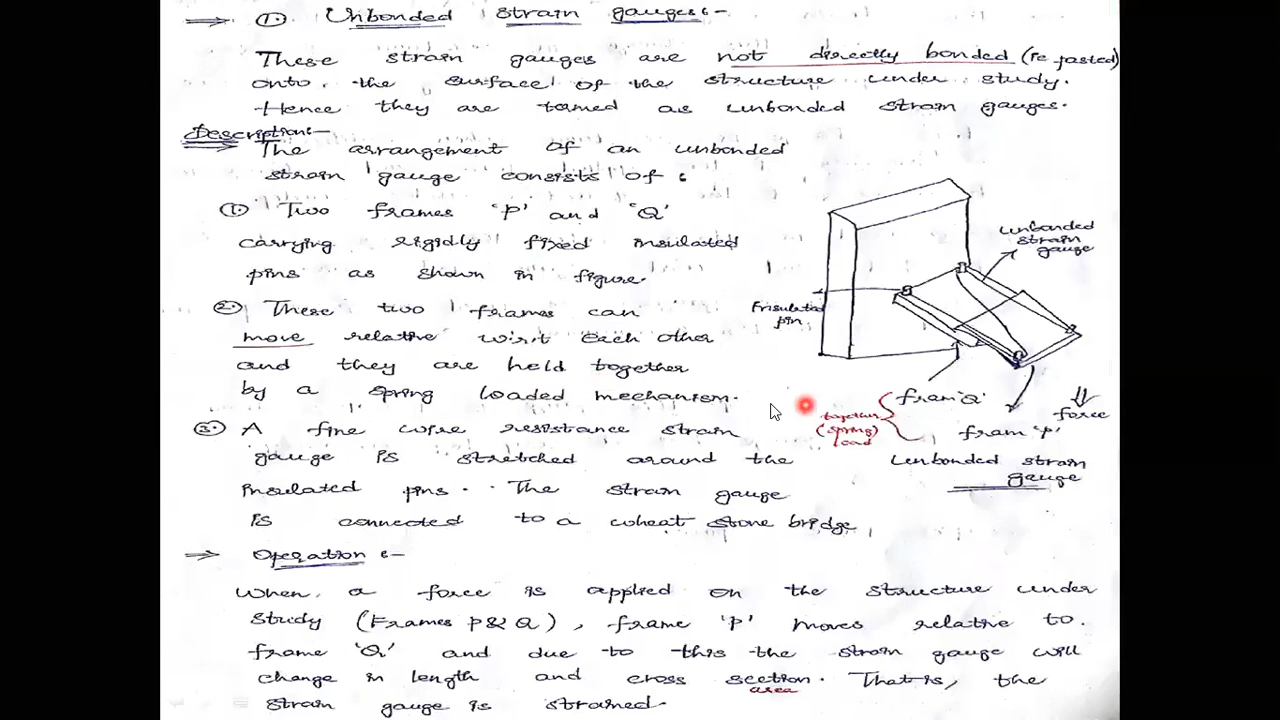 ⇒ ①. Unbonded strain gauges :-
These strain gauges are not directly bonded (ie pasted)
onto the surface of the structure under study.
Hence they are termed as unbonded strain gauges.
Description:-
The arrangement of an unbonded
strain gauge consists of :
①. Two frames 'P' and 'Q'
carrying rigidly fixed insulated
pins as shown in figure.
②. These two frames can
move relative w.r.t each other
and they are held together
by a spring loaded mechanism.
③. A fine wire resistance strain
gauge is stretched around the
insulated pins. The strain gauge
is connected to a wheat stone bridge
unbonded
strain
gauge
Insulated
pin
fram 'Q'
force
together
(spring)
load
fram 'P'
Unbonded strain
gauge
⇒ Operation :-
When a force is applied on the structure under
study (Frames P & Q), frame 'P' moves relative to
frame 'Q' and due to this the strain gauge will
change in length and cross section. That is, the
area
strain gauge is strained.